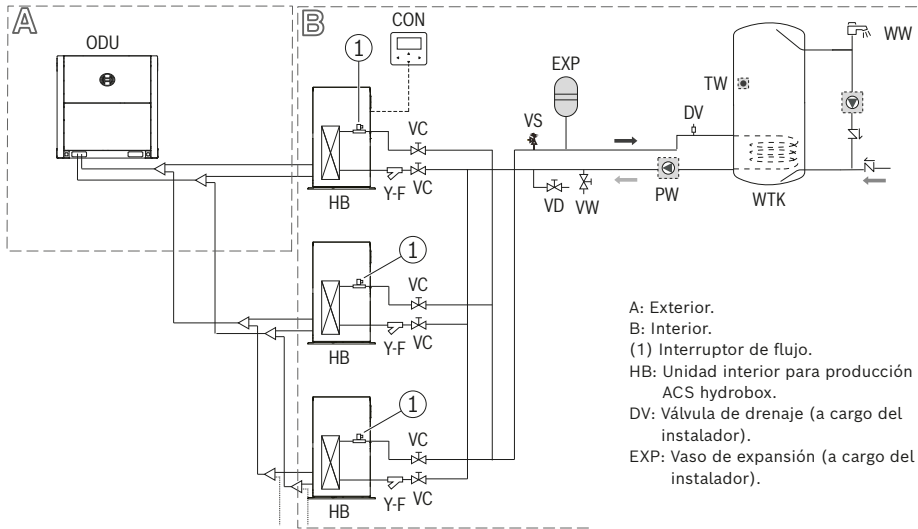 A
ODU
B
CON
1
EXP
WW
TW
DV
VS
VC
Y-F
VC
HB
VD
VW
PW
WTK
1
VC
Y-F
VC
HB
1
VC
Y-F
VC
HB
A: Exterior.
B: Interior.
(1) Interruptor de flujo.
HB: Unidad interior para producción
ACS hydrobox.
DV: Válvula de drenaje (a cargo del
instalador).
EXP: Vaso de expansión (a cargo del
instalador).